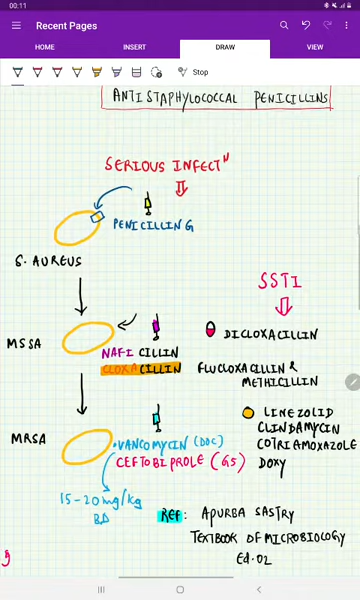 00:11
Recent Pages
HOME INSERT DRAW VIEW
Stop
ANTISTAPHYLOCOCCAL PENICILLINS
SERIOUS INFECTᴺ
PENICILLING
S. AUREUS
SSTI
MSSA
DICLOXACILLIN
NAFICILLIN
CLOXACILLIN
FLUCLOXACILLIN &
METHICILLIN
LINEZOLID
CLINDAMYCIN
COTRIAMOXAZOLE
DOXY
MRSA
VANCOMYCIN (DOC)
CEFTOBIPROLE (G5)
15-20mg/kg
BD
REF: APURBA SASTRY
TEXTBOOK OF MICROBIOLOGY
Ed.02